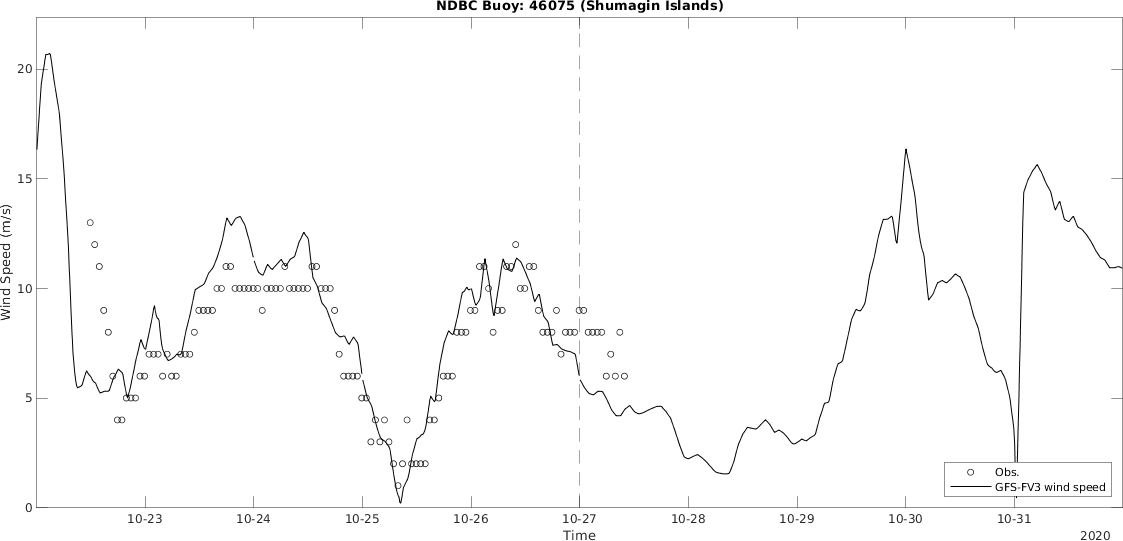 NDBC Buoy: 46075 (Shumagin Islands)
Wind Speed (m/s)
20
15
10
5
0
10-23 10-24 10-25 10-26 10-27 10-28 10-29 10-30 10-31
Time
2020
Obs.
GFS-FV3 wind speed